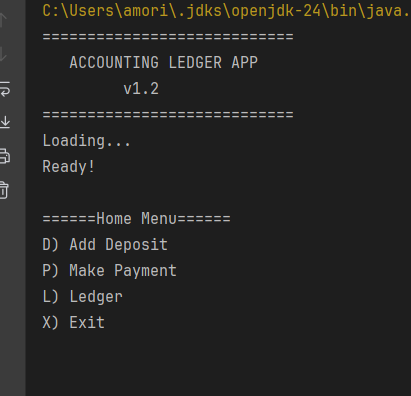 C:\Users\amori\.jdks\openjdk-24\bin\java.
============================
ACCOUNTING LEDGER APP
v1.2
============================
Loading...
Ready!
======Home Menu======
D) Add Deposit
P) Make Payment
L) Ledger
X) Exit